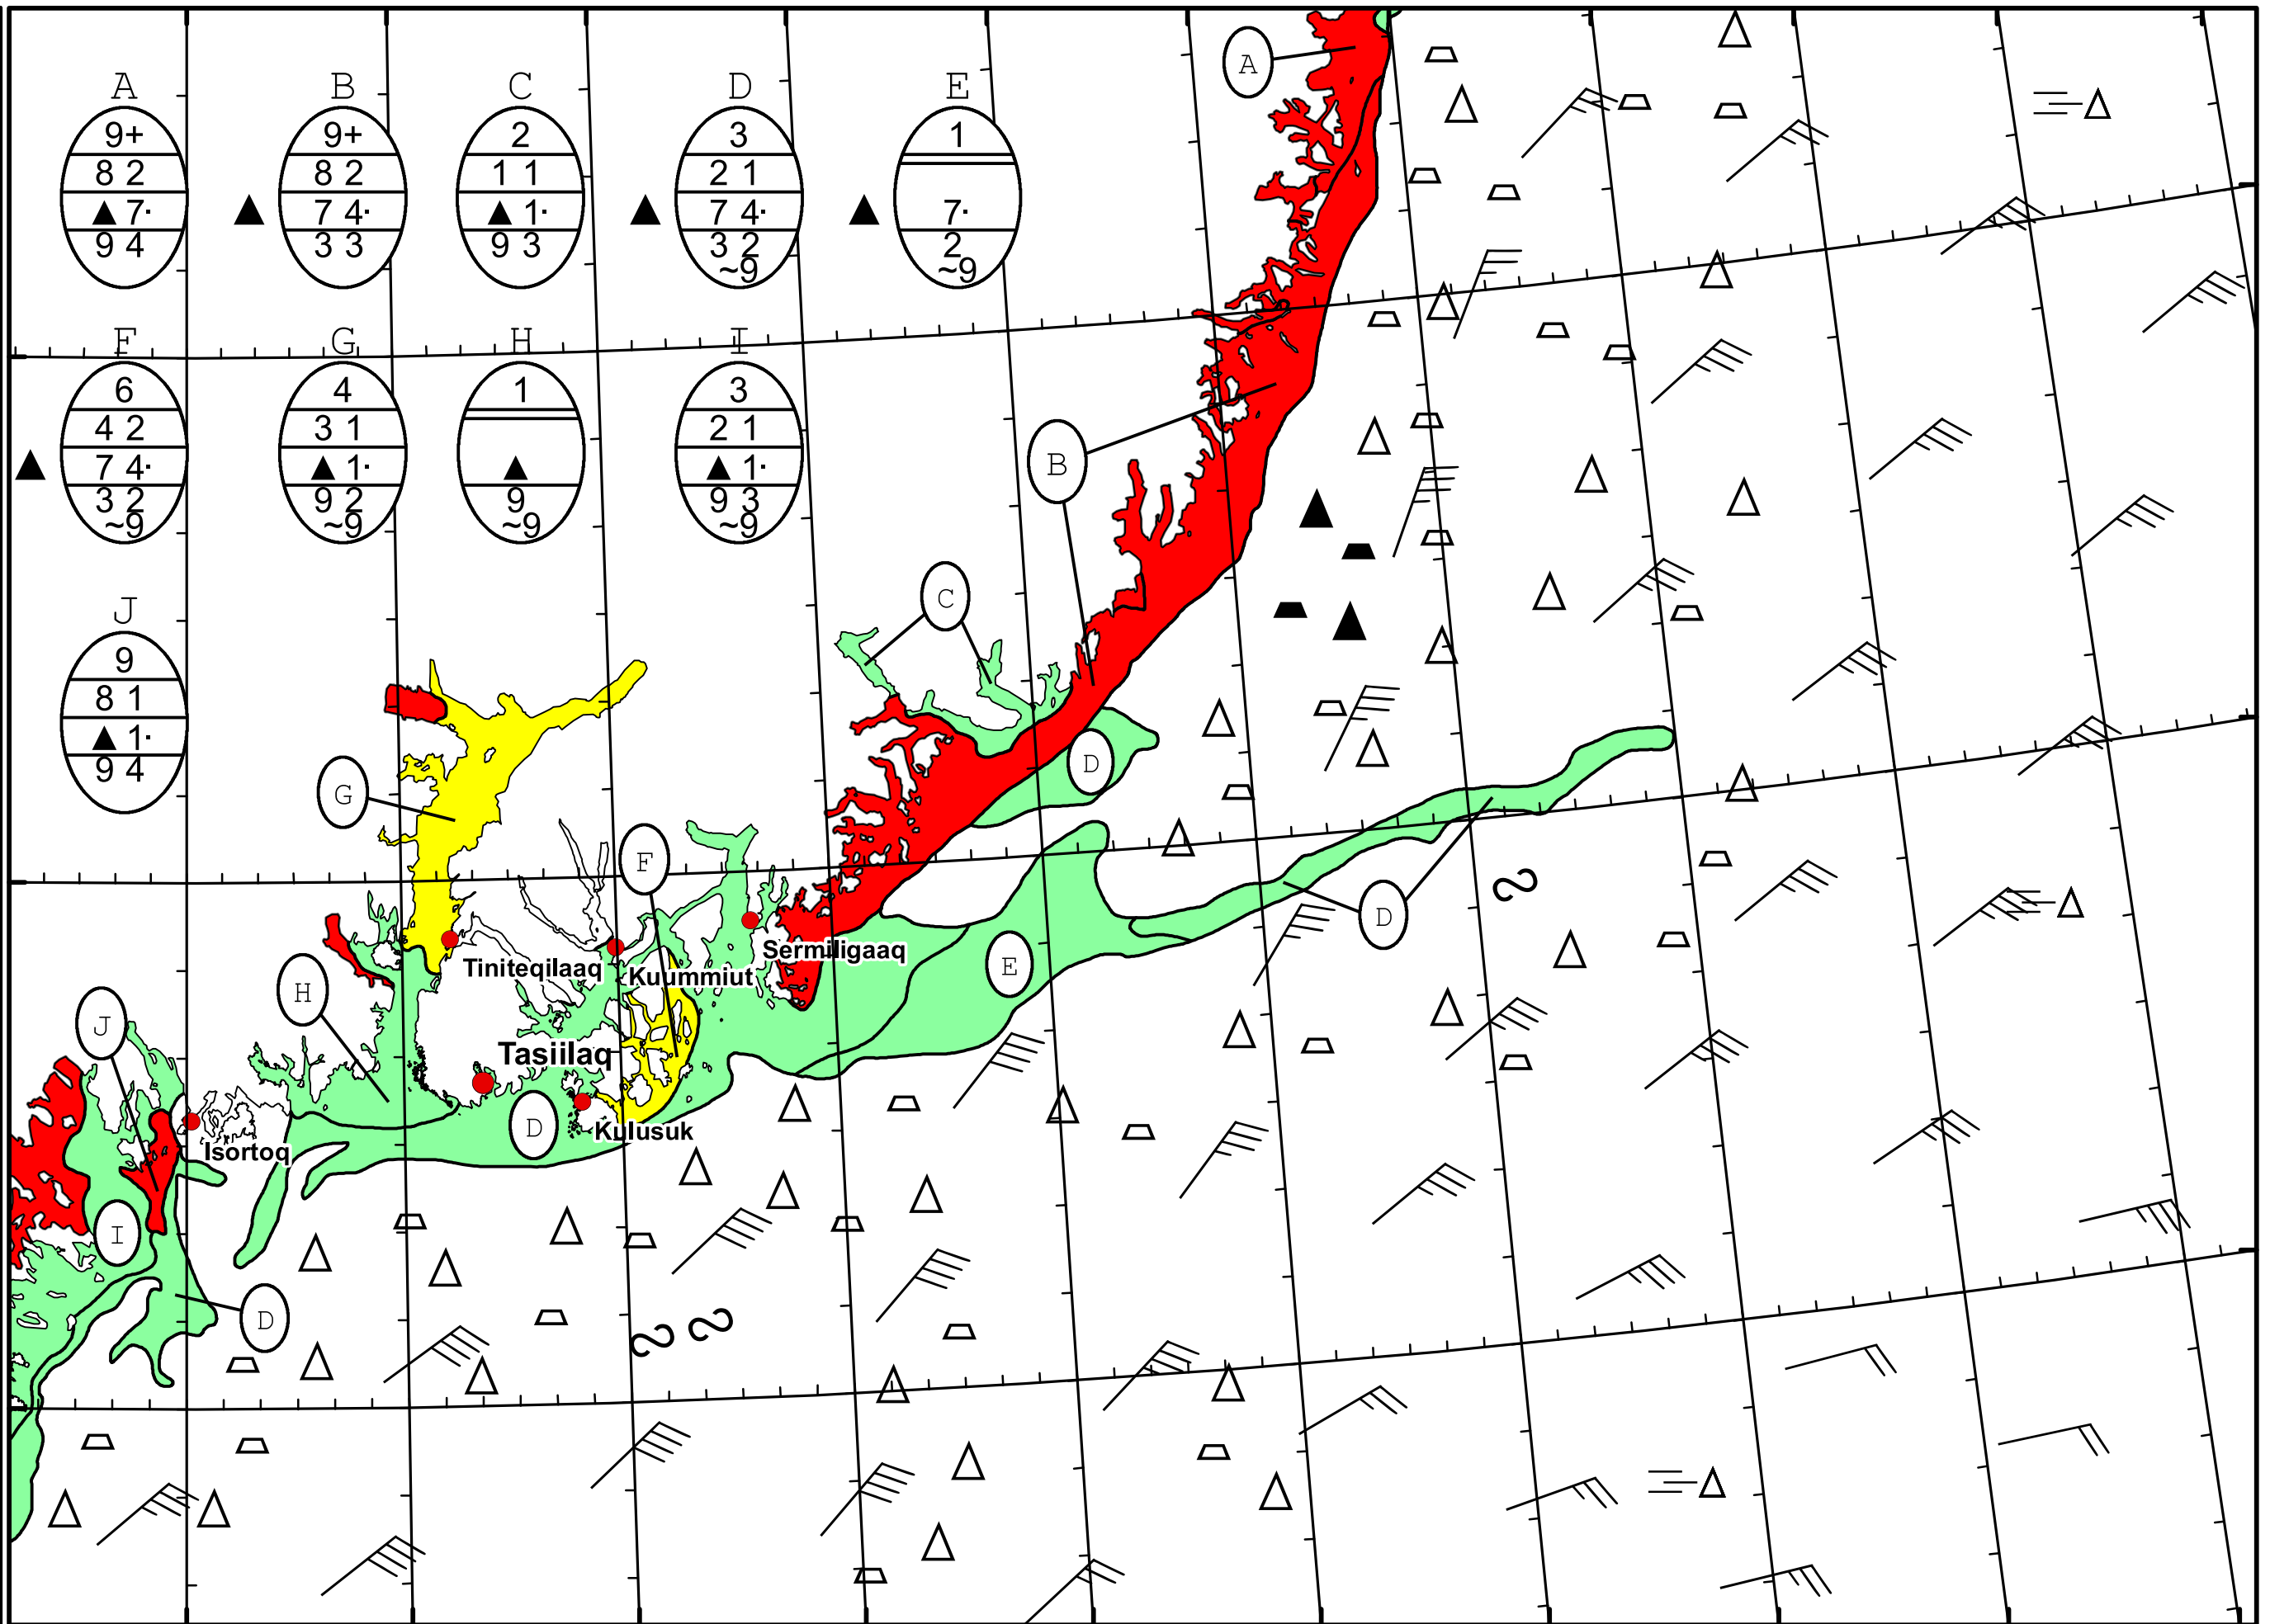 A B C D E
9+ 9+ 2 3 1
8 2 8 2 1 1 2 1
▲ 7· ▲ 7 4· ▲ 1· ▲ 7 4· ▲ 7·
9 4 3 3 9 3 3 2 2
~9 ~9
F G H I
6 4 1 3
4 2 3 1 2 1
▲ 7 4· ▲ 1· ▲ ▲ 1·
3 2 9 2 9 9 3
~9 ~9 ~9 ~9
J
9
8 1
▲ 1·
9 4
A
B
C
D
G
F
D
Sermiligaaq
Tiniteqilaaq
Kuummiut
E
H
J
Tasiilaq
D
Kulusuk
Isortoq
I
D